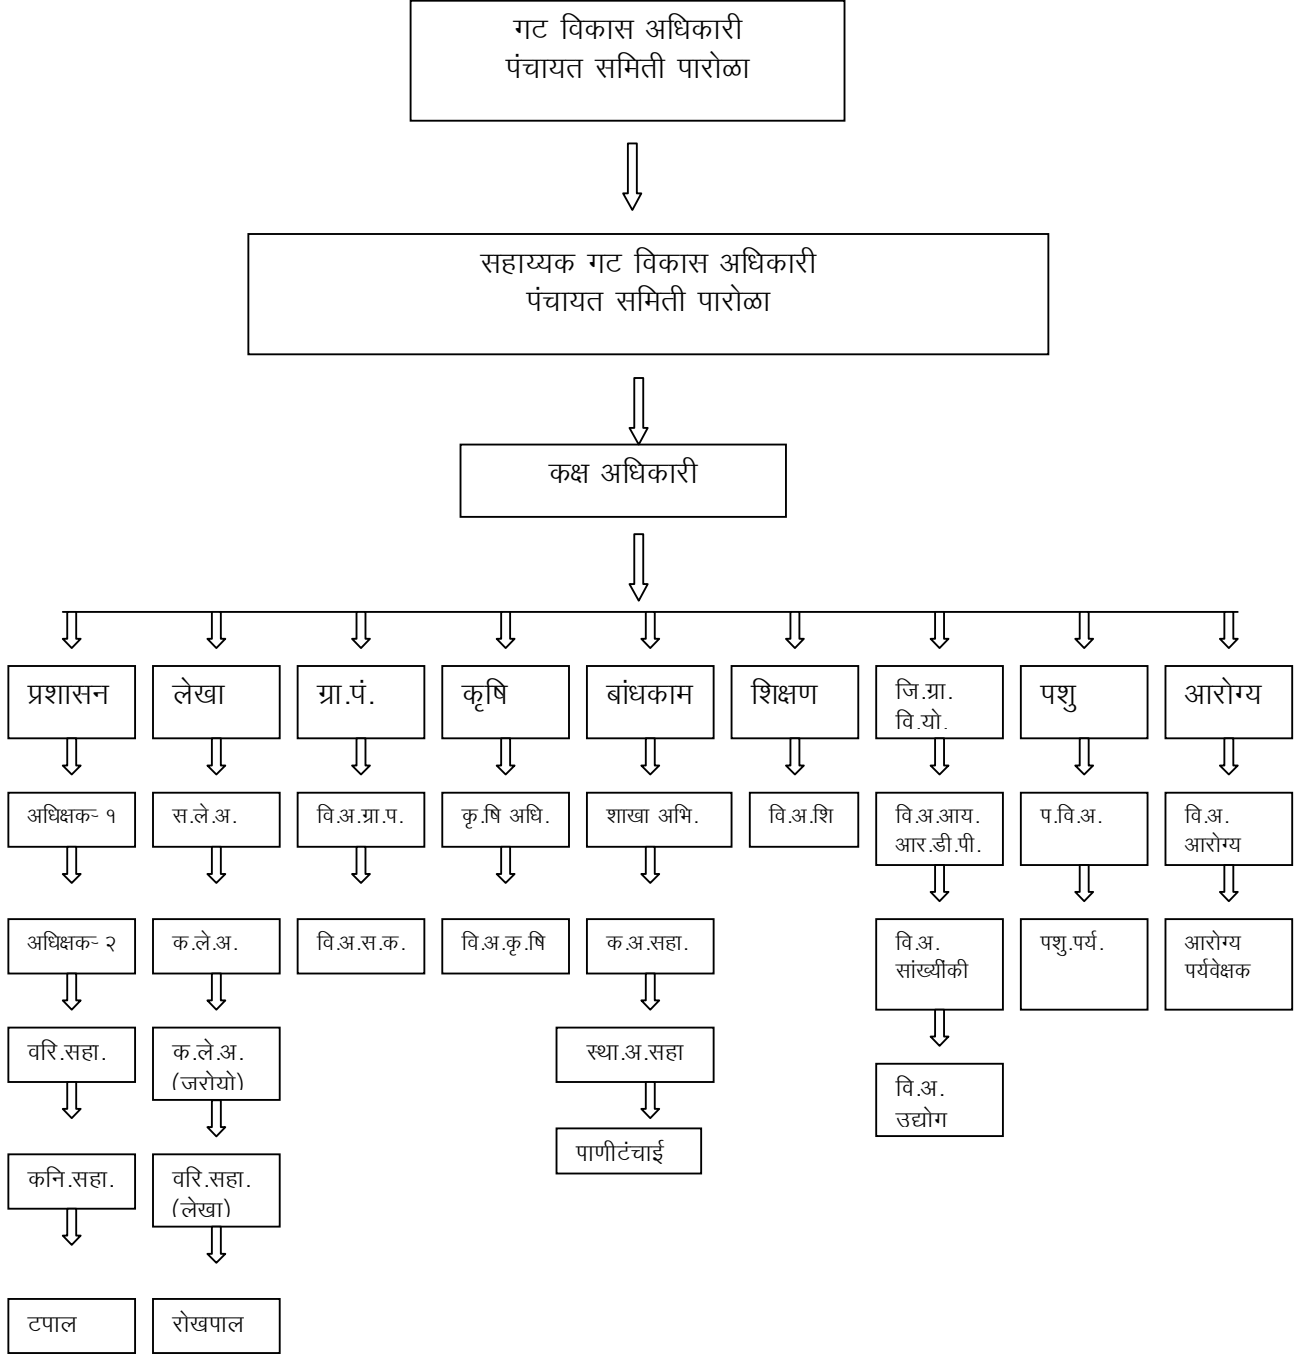 गट विकास अधिकारी
पंचायत समिती पारोळा
सहाय्यक गट विकास अधिकारी
पंचायत समिती पारोळा
कक्ष अधिकारी
प्रशासन
लेखा
ग्रा.पं.
कृषि
बांधकाम
शिक्षण
जि.ग्रा.
वि.यो.
पशु
आरोग्य
अधिक्षक- १
स.ले.अ.
वि.अ.ग्रा.प.
कृ.षि अधि.
शाखा अभि.
वि.अ.शि
वि.अ.आय.
आर.डी.पी.
प.वि.अ.
वि.अ.
आरोग्य
अधिक्षक- २
क.ले.अ.
वि.अ.स.क.
वि.अ.कृ.षि
क.अ.सहा.
वि.अ.
सांख्यींकी
पशु.पर्य.
आरोग्य
पर्यवेक्षक
वरि.सहा.
क.ले.अ.
(जरोयो)
स्था.अ.सहा
वि.अ.
उद्योग
पाणीटंचाई
कनि.सहा.
वरि.सहा.
(लेखा)
टपाल
रोखपाल